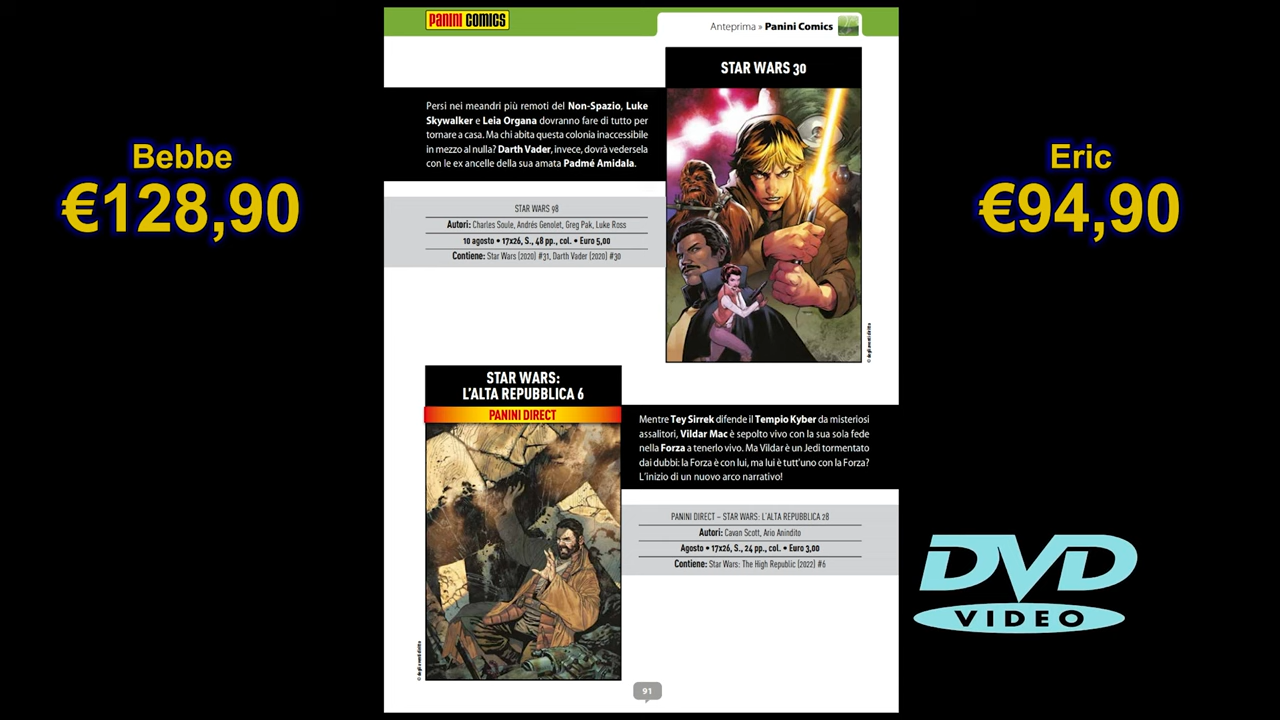 PANINI COMICS
Anteprima » Panini Comics
STAR WARS 30
Persi nei meandri più remoti del Non-Spazio, Luke
Skywalker e Leia Organa dovranno fare di tutto per
tornare a casa. Ma chi abita questa colonia inaccessibile
in mezzo al nulla? Darth Vader, invece, dovrà vedersela
con le ex ancelle della sua amata Padmé Amidala.
Bebbe
€128,90
Eric
€94,90
STAR WARS 98
Autori: Charles Soule, Andrés Genolet, Greg Pak, Luke Ross
10 agosto • 17x26, S., 48 pp., col. • Euro 5,00
Contiene: Star Wars (2020) #31, Darth Vader (2020) #30
© degli aventi diritto
STAR WARS:
L'ALTA REPUBBLICA 6
PANINI DIRECT
Mentre Tey Sirrek difende il Tempio Kyber da misteriosi
assalitori, Vildar Mac è sepolto vivo con la sua sola fede
nella Forza a tenerlo vivo. Ma Vildar è un Jedi tormentato
dai dubbi: la Forza è con lui, ma lui è tutt'uno con la Forza?
L'inizio di un nuovo arco narrativo!
PANINI DIRECT – STAR WARS: L'ALTA REPUBBLICA 28
Autori: Cavan Scott, Ario Anindito
Agosto • 17x26, S., 24 pp., col. • Euro 3,00
Contiene: Star Wars: The High Republic (2022) #6
© degli aventi diritto
DVD
VIDEO
91